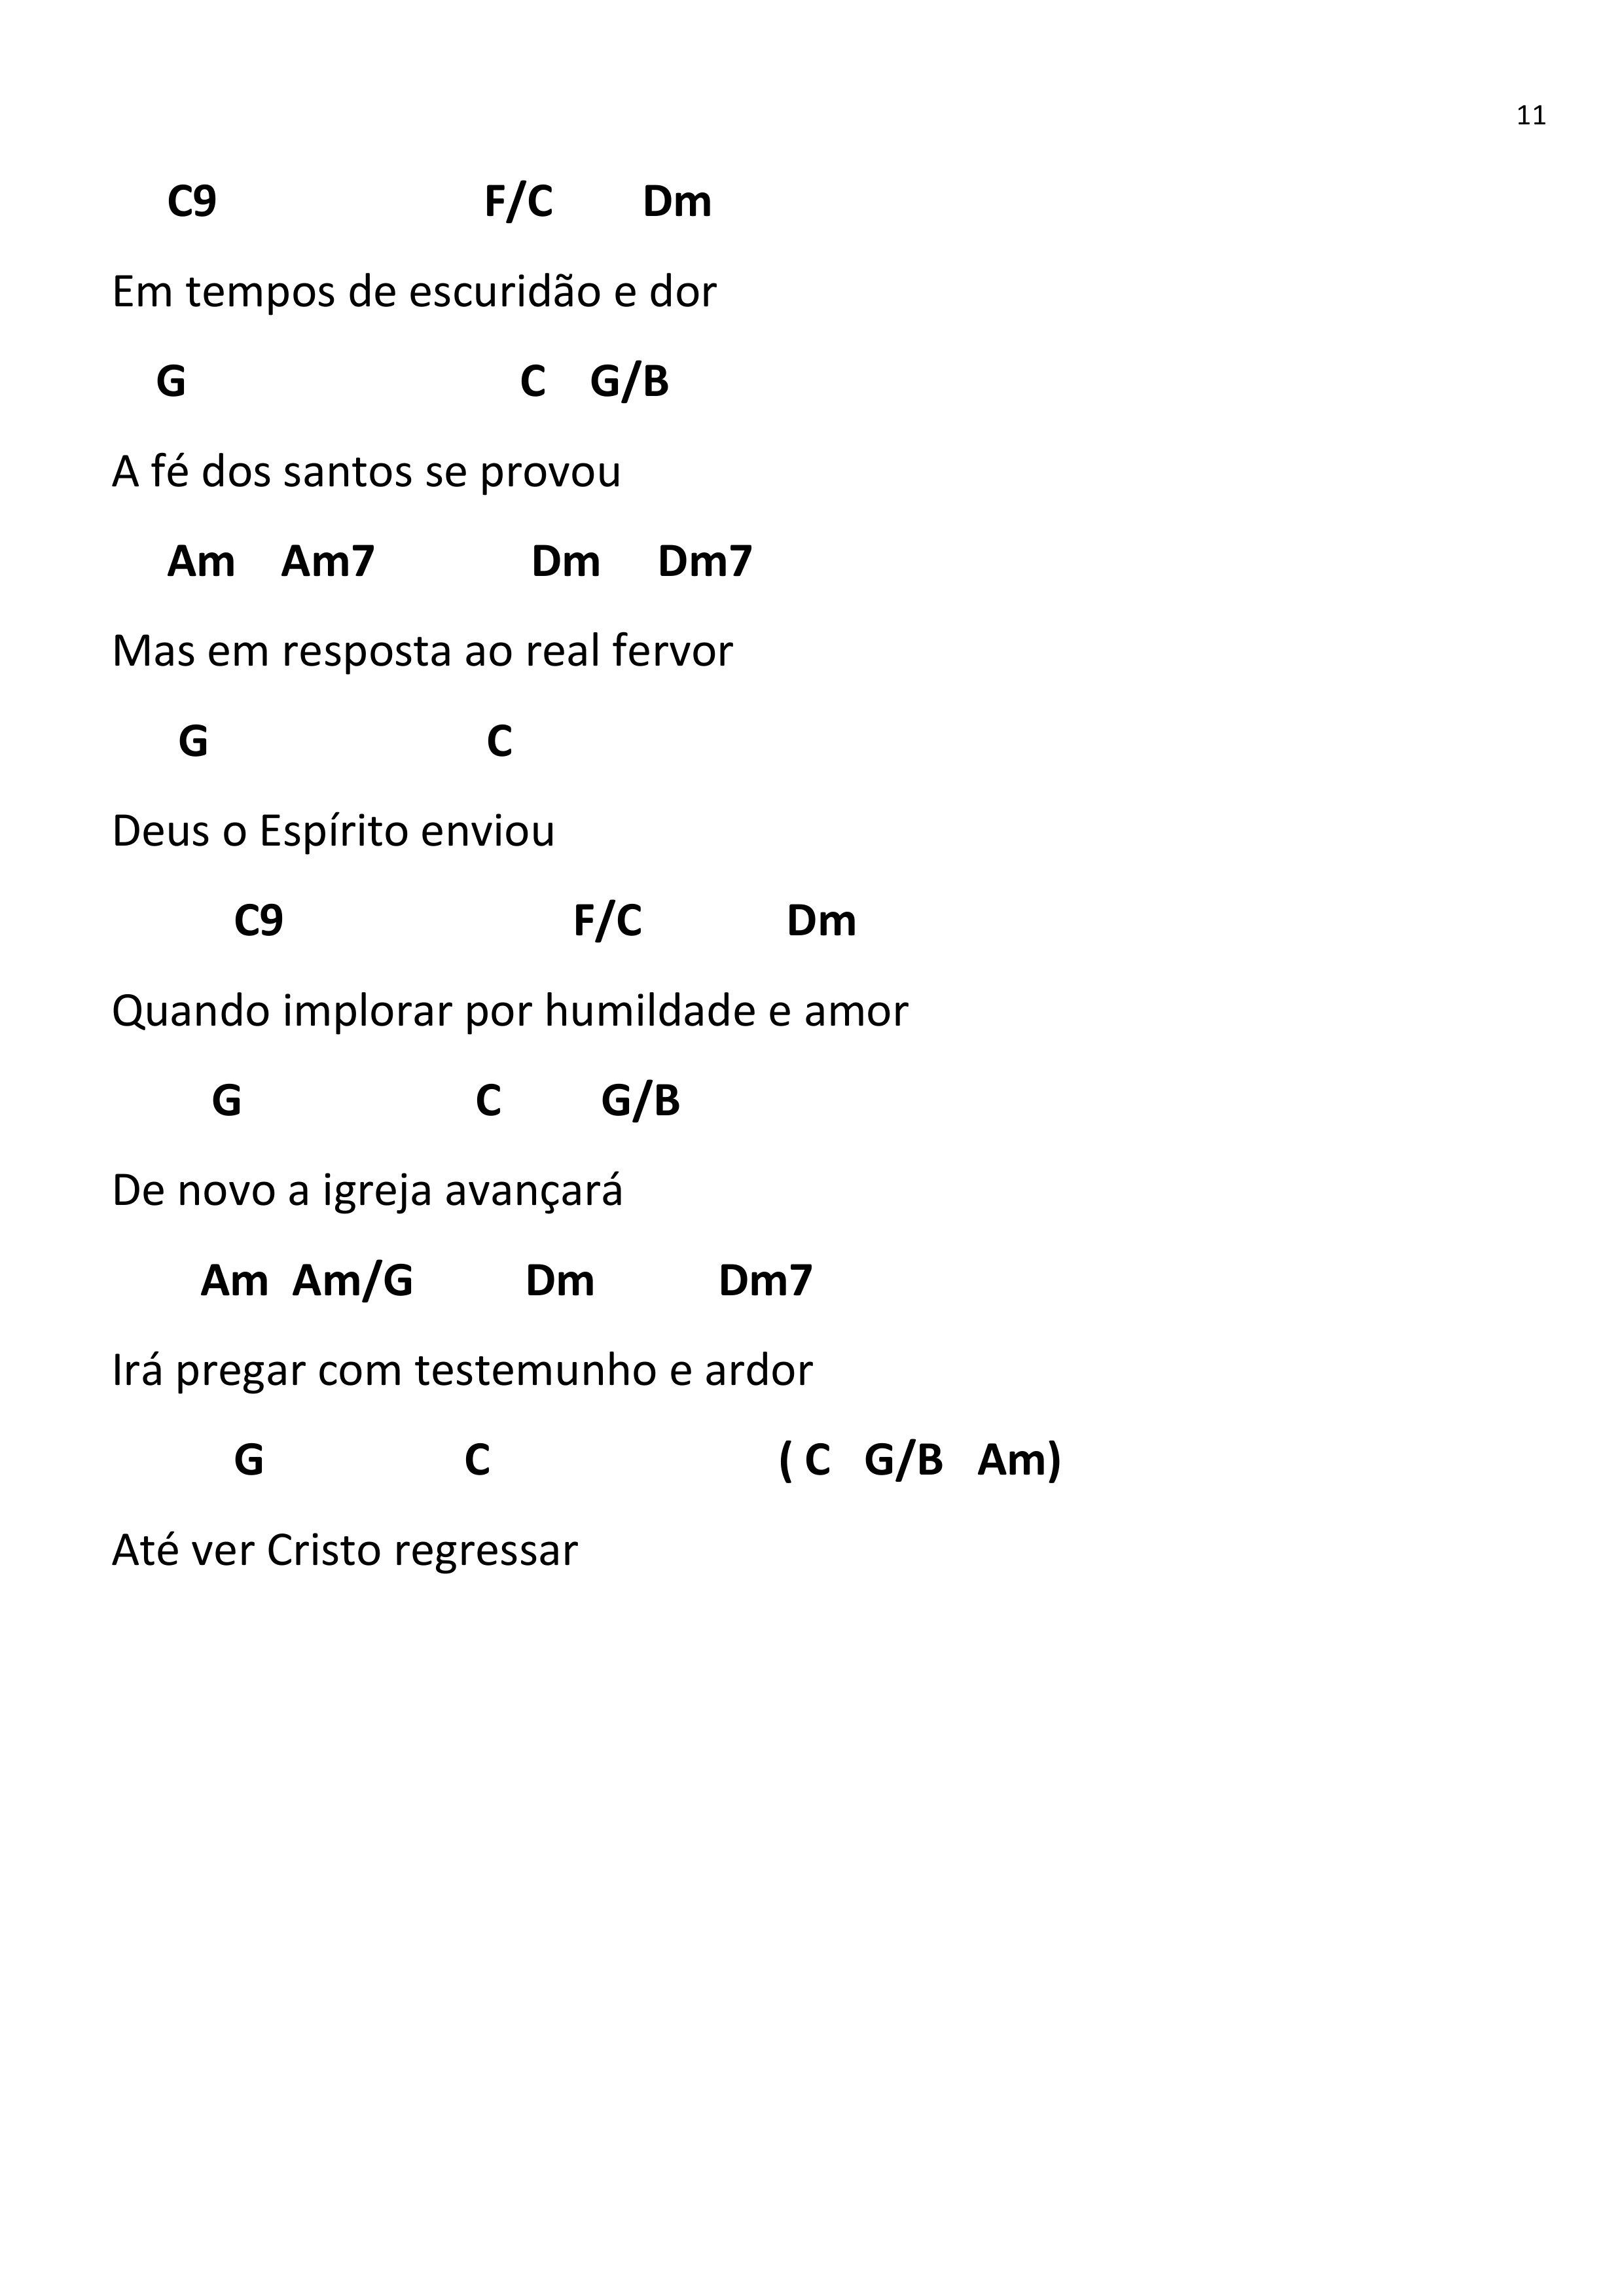 11
C9 F/C Dm
Em tempos de escuridão e dor
G C G/B
A fé dos santos se provou
Am Am7 Dm Dm7
Mas em resposta ao real fervor
G C
Deus o Espírito enviou
C9 F/C Dm
Quando implorar por humildade e amor
G C G/B
De novo a igreja avançará
Am Am/G Dm Dm7
Irá pregar com testemunho e ardor
G C ( C G/B Am)
Até ver Cristo regressar